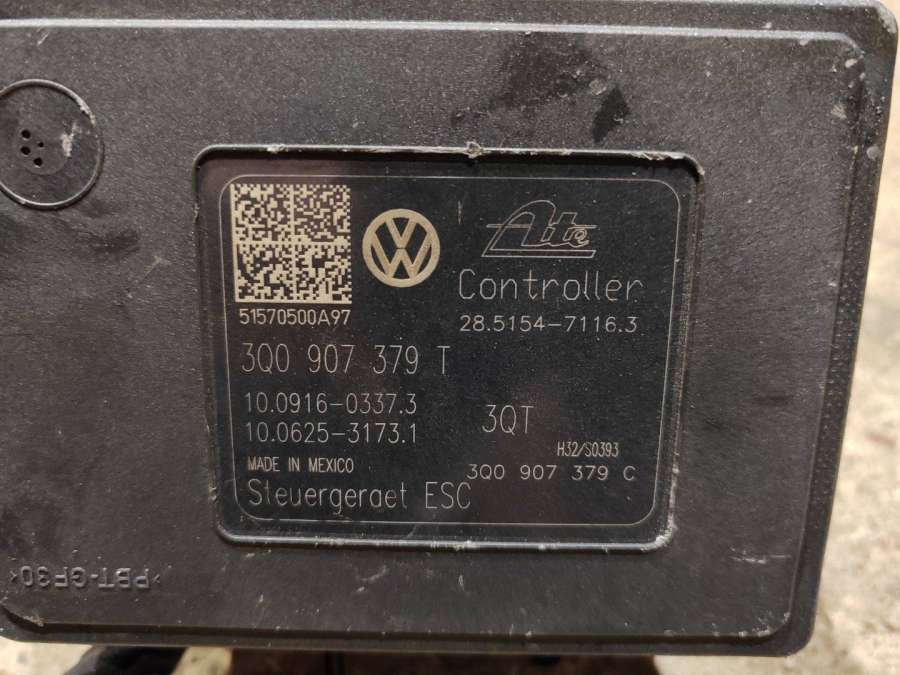 Ate
Controller
51570500A97
28.5154-7116.3
3Q0 907 379 T
10.0916-0337.3
10.0625-3173.1
3QT
H32/S0393
MADE IN MEXICO
3Q0 907 379 C
Steuergeraet ESC
>PBT-GF30<